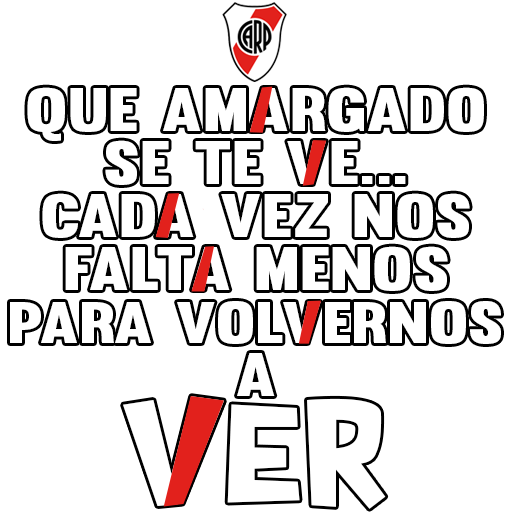 CARP
QUE AMARGADO
SE TE VE...
CADA VEZ NOS
FALTA MENOS
PARA VOLVERNOS
A
VER